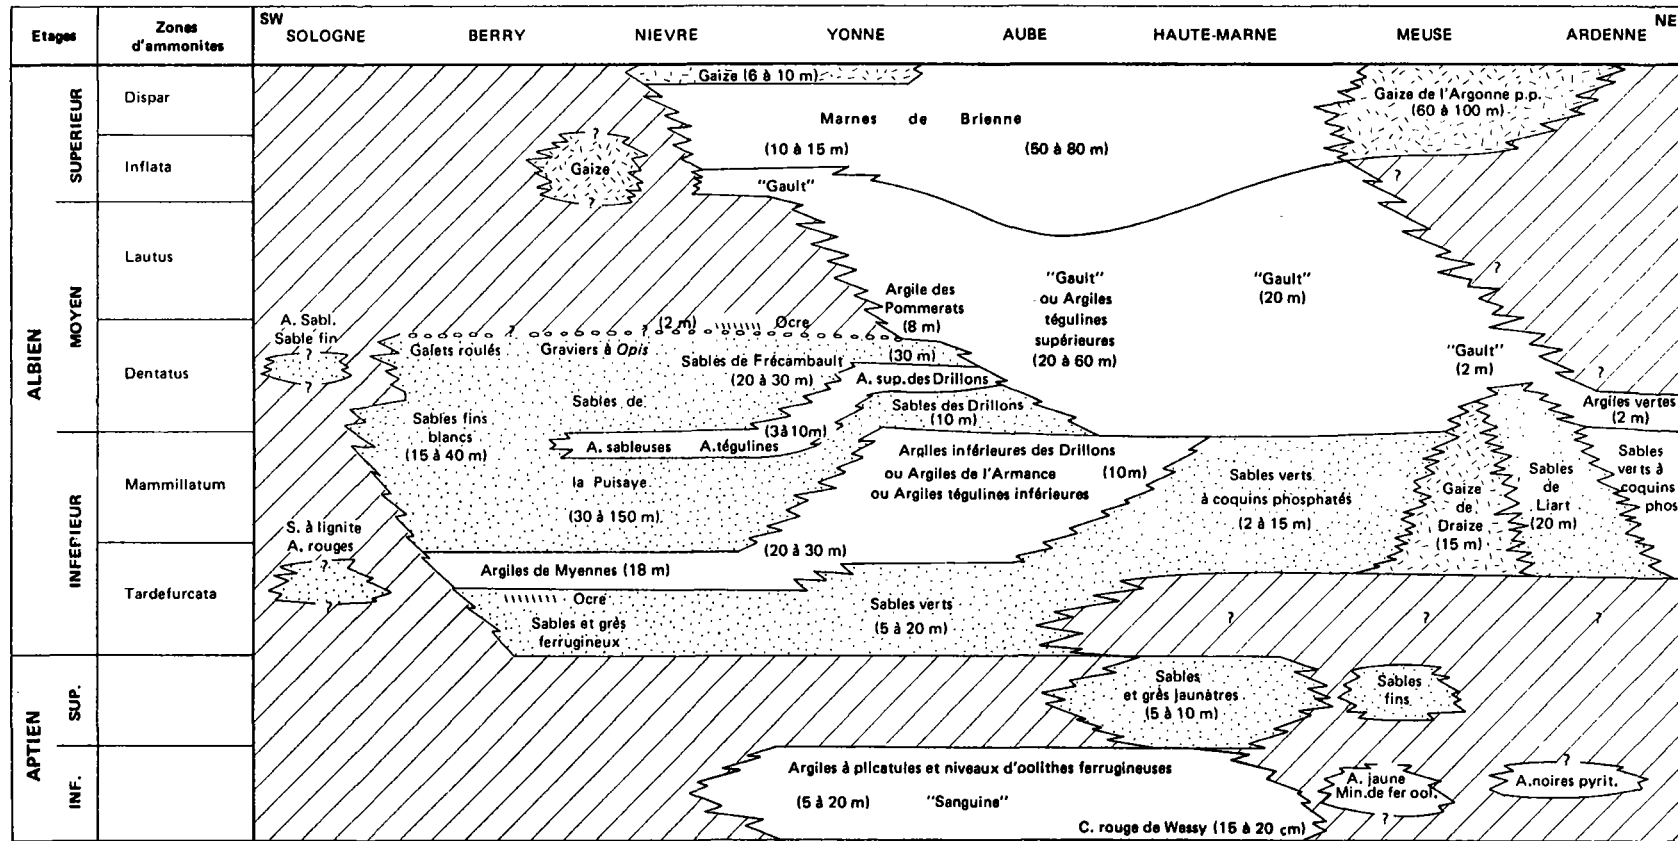 Etages
Zones
d'ammonites
SW
NE
SOLOGNE
BERRY
NIEVRE
YONNE
AUBE
HAUTE-MARNE
MEUSE
ARDENNE
ALBIEN
SUPERIEUR
Dispar
Inflata
MOYEN
Lautus
Dentatus
INFERIEUR
Mammillatum
Tardefurcata
APTIEN
SUP.
INF.
Gaize (6 à 10 m)
Marnes de Brienne
(10 à 15 m)
(50 à 80 m)
Gaize de l'Argonne p.p.
(60 à 100 m)
?
Gaize
?
"Gault"
?
?
Argile des
Pommerats
(8 m)
"Gault"
ou Argiles
tégulines
supérieures
(20 à 60 m)
"Gault"
(20 m)
"Gault"
(2 m)
?
A. Sabl.
Sable fin
?
?
?
?
(2 m)
Ocre
Galets roulés
Graviers à Opis
Sables de Frécambault
(20 à 30 m)
(30 m)
A. sup. des Drillons
Sables des Drillons
(10 m)
Argiles vertes
(2 m)
Sables fins
blancs
(15 à 40 m)
Sables de
la Puisaye
(30 à 150 m)
(3 à 10m)
A. sableuses
A. tégulines
Argiles inférieures des Drillons
ou Argiles de l'Armance
ou Argiles tégulines inférieures
(10m)
(20 à 30 m)
Sables verts
à coquins phosphatés
(2 à 15 m)
Gaize
de
Draize
(15 m)
Sables
de
Liart
(20 m)
Sables
verts à
coquins
phos
S. à lignite
A. rouges
?
?
Argiles de Myennes (18 m)
Ocre
Sables et grès
ferrugineux
Sables verts
(5 à 20 m)
?
?
?
Sables
et grès jaunâtres
(5 à 10 m)
Sables
fins
Argiles à plicatules et niveaux d'oolithes ferrugineuses
(5 à 20 m)
"Sanguine"
C. rouge de Wassy (15 à 20 cm)
?
A. jaune
Min. de fer ool.
?
?
A. noires pyrit.